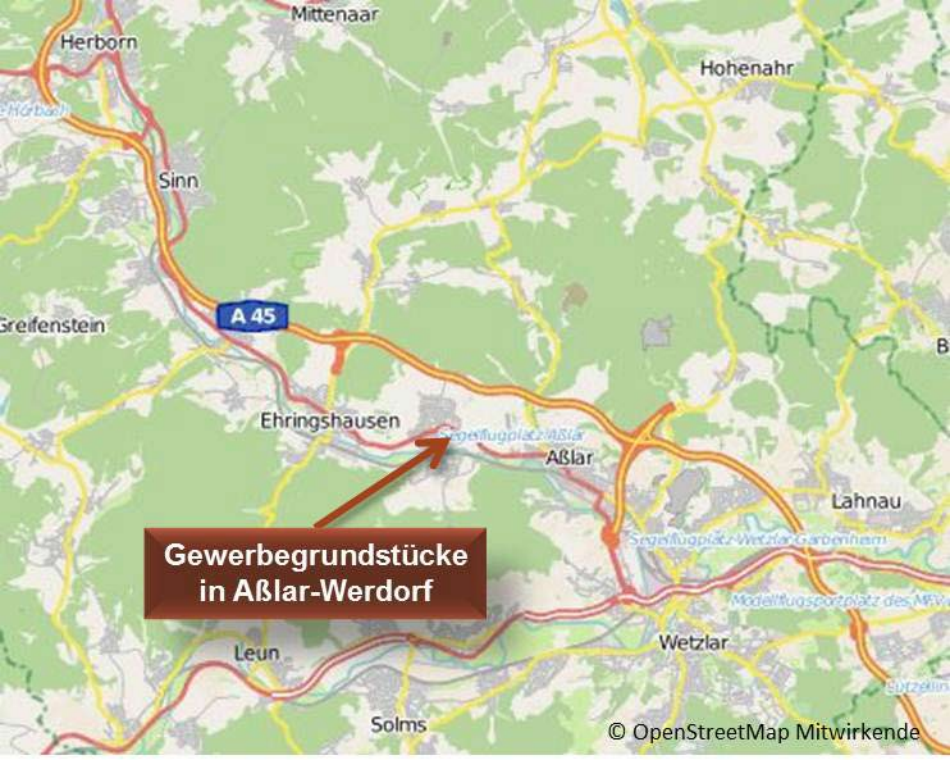 Mittenaar
Herborn
Hohenahr
Sinn
A 45
Greifenstein
B
Ehringshausen
Segelflugplatz Aßlar
Aßlar
Lahnau
Gewerbegrundstücke
in Aßlar-Werdorf
Segelflugplatz Wetzlar-Garbenheim
Modellflugsportplatz des MFV
Wetzlar
Leun
Lützellin
Solms
© OpenStreetMap Mitwirkende